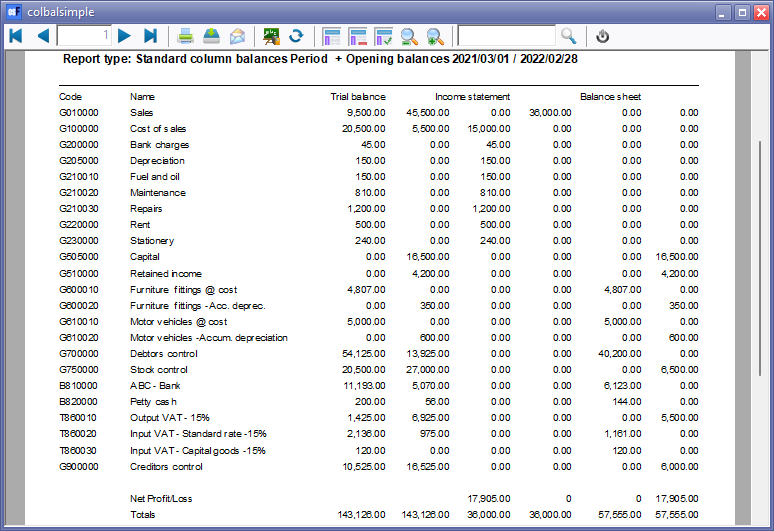 colbalsimple
1
Report type: Standard column balances Period + Opening balances 2021/03/01 / 2022/02/28
Code Name Trial balance Income statement Balance sheet
G010000 Sales 9,500.00 45,500.00 0.00 36,000.00 0.00 0.00
G100000 Cost of sales 20,500.00 5,500.00 15,000.00 0.00 0.00 0.00
G200000 Bank charges 45.00 0.00 45.00 0.00 0.00 0.00
G205000 Depreciation 150.00 0.00 150.00 0.00 0.00 0.00
G210010 Fuel and oil 150.00 0.00 150.00 0.00 0.00 0.00
G210020 Maintenance 810.00 0.00 810.00 0.00 0.00 0.00
G210030 Repairs 1,200.00 0.00 1,200.00 0.00 0.00 0.00
G220000 Rent 500.00 0.00 500.00 0.00 0.00 0.00
G230000 Stationery 240.00 0.00 240.00 0.00 0.00 0.00
G505000 Capital 0.00 16,500.00 0.00 0.00 0.00 16,500.00
G510000 Retained income 0.00 4,200.00 0.00 0.00 0.00 4,200.00
G600010 Furniture fittings @ cost 4,807.00 0.00 0.00 0.00 4,807.00 0.00
G600020 Furniture fittings - Acc. deprec. 0.00 350.00 0.00 0.00 0.00 350.00
G610010 Motor vehicles @ cost 5,000.00 0.00 0.00 0.00 5,000.00 0.00
G610020 Motor vehicles - Accum. depreciation 0.00 600.00 0.00 0.00 0.00 600.00
G700000 Debtors control 54,125.00 13,925.00 0.00 0.00 40,200.00 0.00
G750000 Stock control 20,500.00 27,000.00 0.00 0.00 0.00 6,500.00
B810000 ABC - Bank 11,193.00 5,070.00 0.00 0.00 6,123.00 0.00
B820000 Petty cash 200.00 56.00 0.00 0.00 144.00 0.00
T860010 Output VAT - 15% 1,425.00 6,925.00 0.00 0.00 0.00 5,500.00
T860020 Input VAT - Standard rate - 15% 2,136.00 975.00 0.00 0.00 1,161.00 0.00
T860030 Input VAT - Capital goods - 15% 120.00 0.00 0.00 0.00 120.00 0.00
G900000 Creditors control 10,525.00 16,525.00 0.00 0.00 0.00 6,000.00
Net Profit/Loss 17,905.00 0 0 17,905.00
Totals 143,126.00 143,126.00 36,000.00 36,000.00 57,555.00 57,555.00